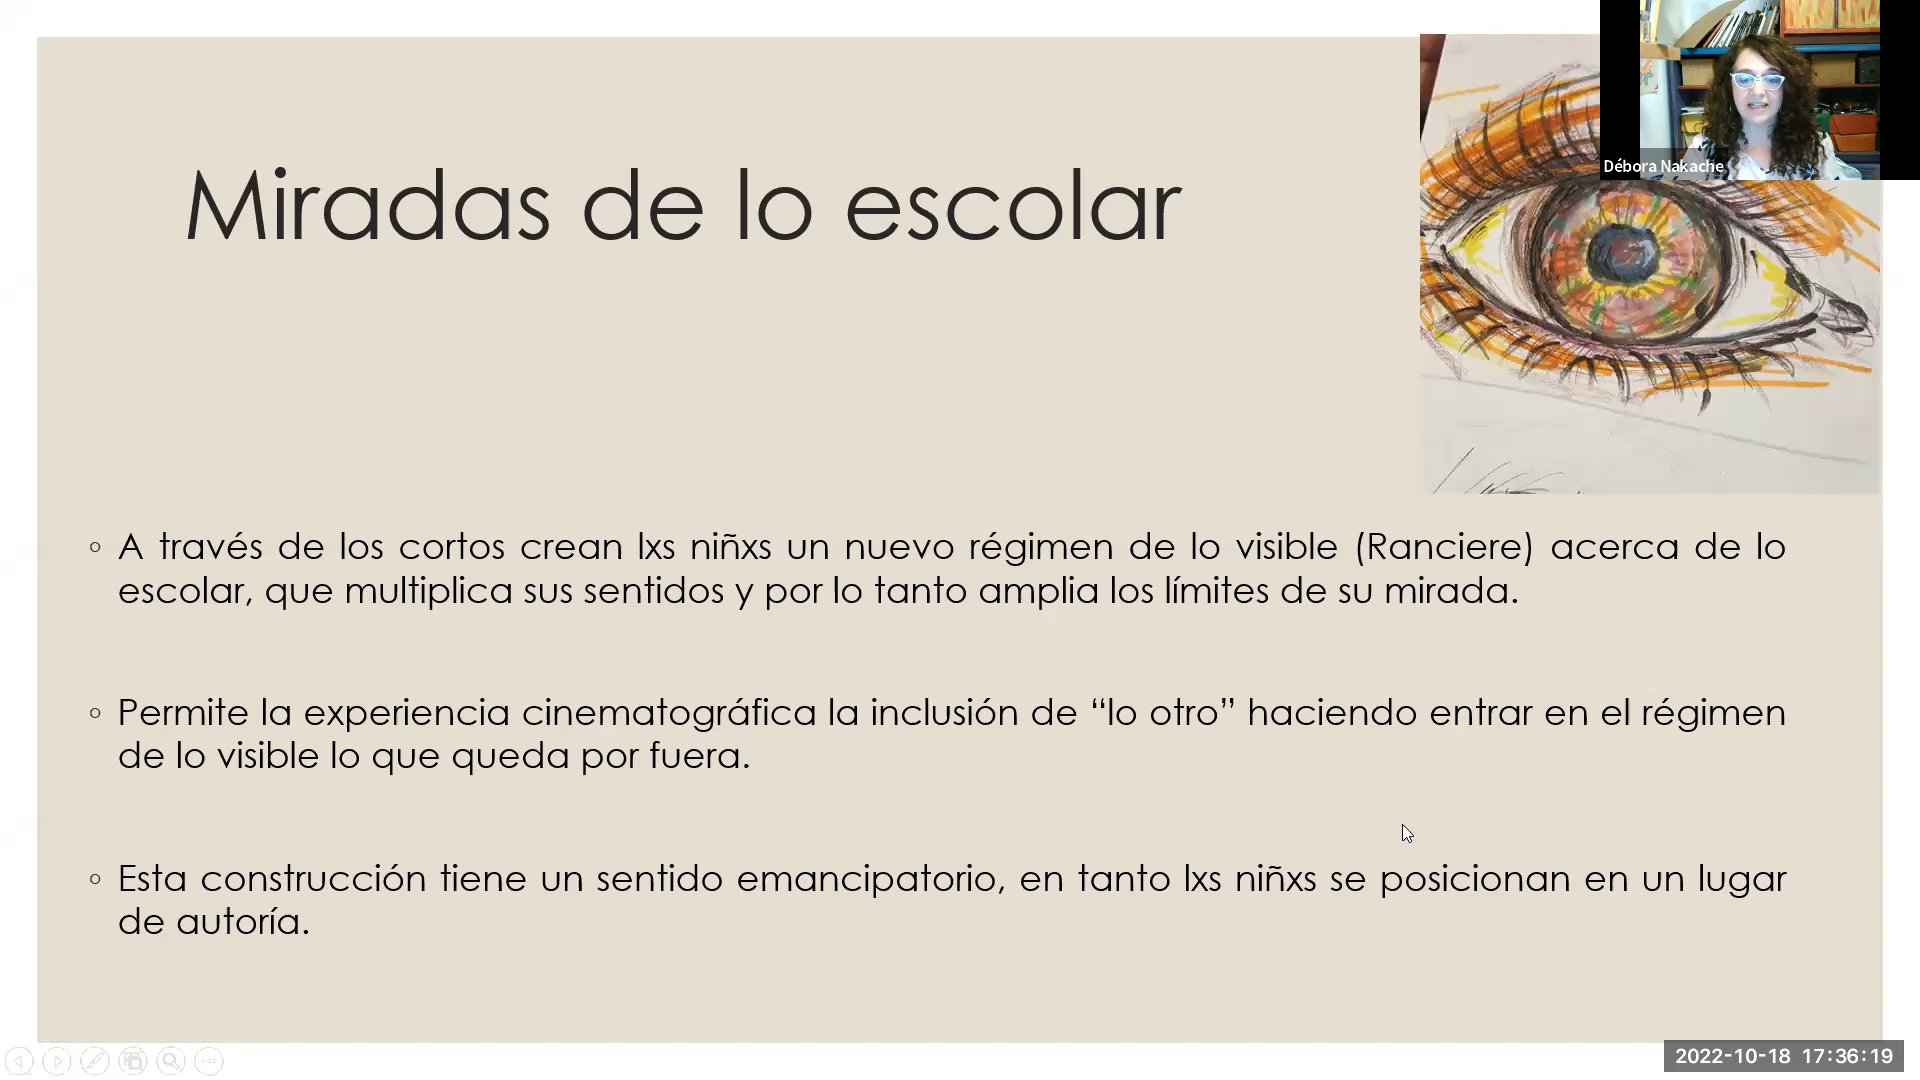 Débora Nakache
Miradas de lo escolar
◦ A través de los cortos crean lxs niñxs un nuevo régimen de lo visible (Ranciere) acerca de lo
escolar, que multiplica sus sentidos y por lo tanto amplia los límites de su mirada.
◦ Permite la experiencia cinematográfica la inclusión de “lo otro” haciendo entrar en el régimen
de lo visible lo que queda por fuera.
◦ Esta construcción tiene un sentido emancipatorio, en tanto lxs niñxs se posicionan en un lugar
de autoría.
2022-10-18 17:36:19